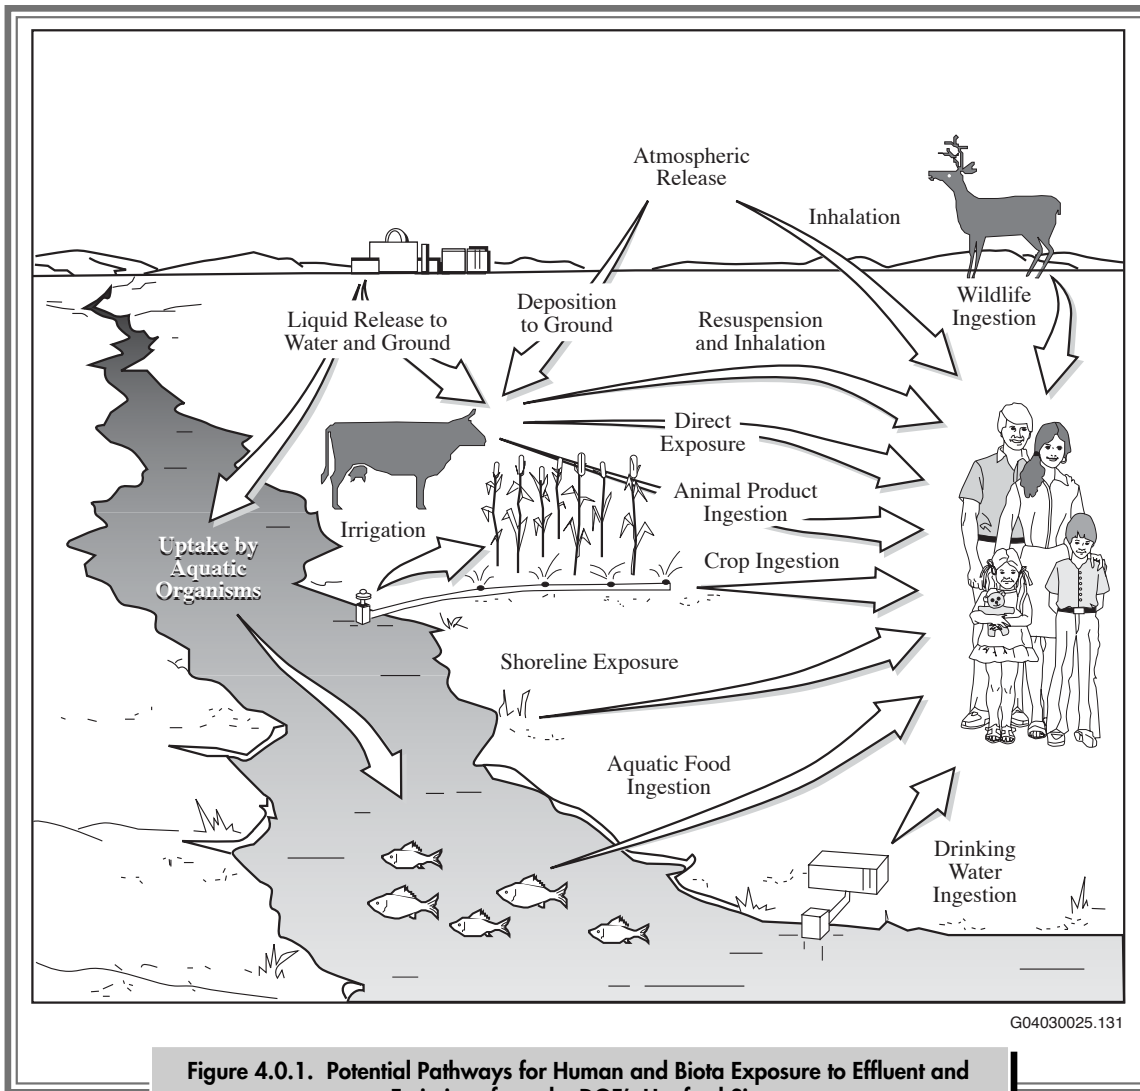 Atmospheric
Release
Inhalation
Wildlife
Ingestion
Deposition
to Ground
Liquid Release to
Water and Ground
Resuspension
and Inhalation
Direct
Exposure
Animal Product
Ingestion
Irrigation
Uptake by
Aquatic
Organisms
Crop Ingestion
Shoreline Exposure
Aquatic Food
Ingestion
Drinking
Water
Ingestion
G04030025.131
Figure 4.0.1. Potential Pathways for Human and Biota Exposure to Effluent and